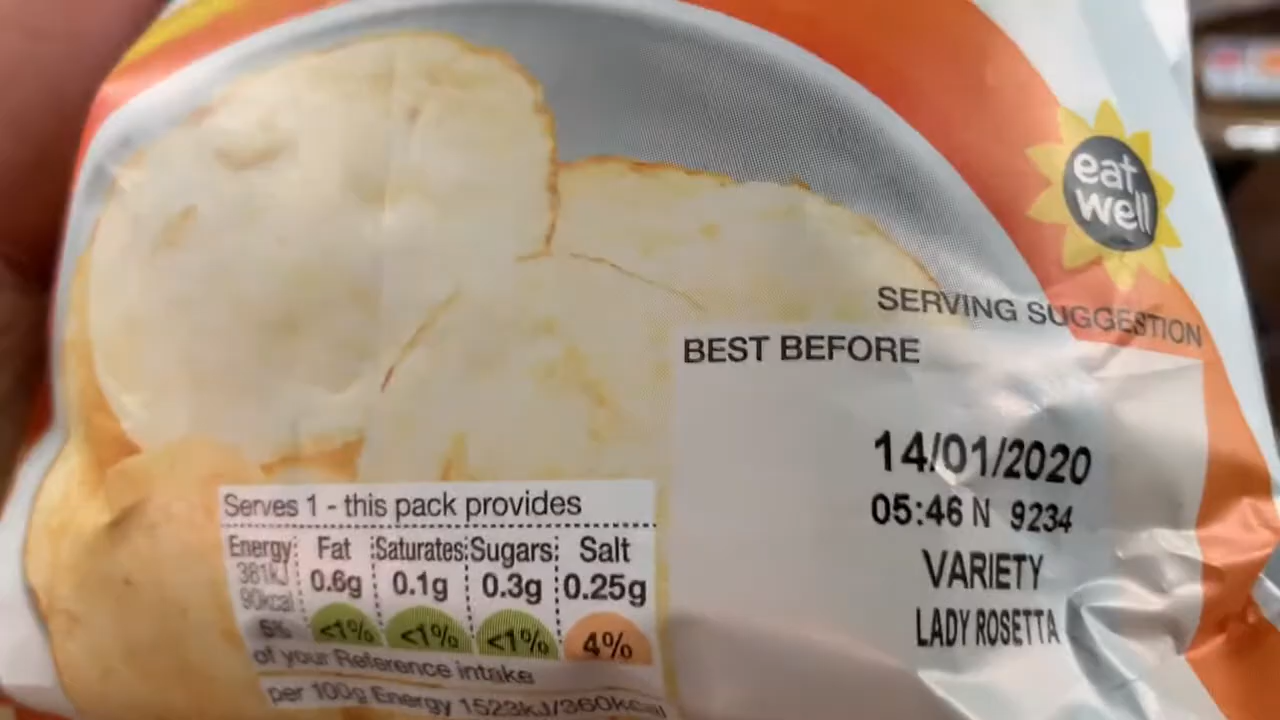 eat
well
SERVING SUGGESTION
BEST BEFORE
14/01/2020
05:46 N 9234
VARIETY
LADY ROSETTA
Serves 1 - this pack provides
Energy Fat Saturates Sugars Salt
381kJ 0.6g 0.1g 0.3g 0.25g
90kcal
<1% <1% <1% 4%
of your Reference intake
per 100g Energy 1523kJ/360kcal